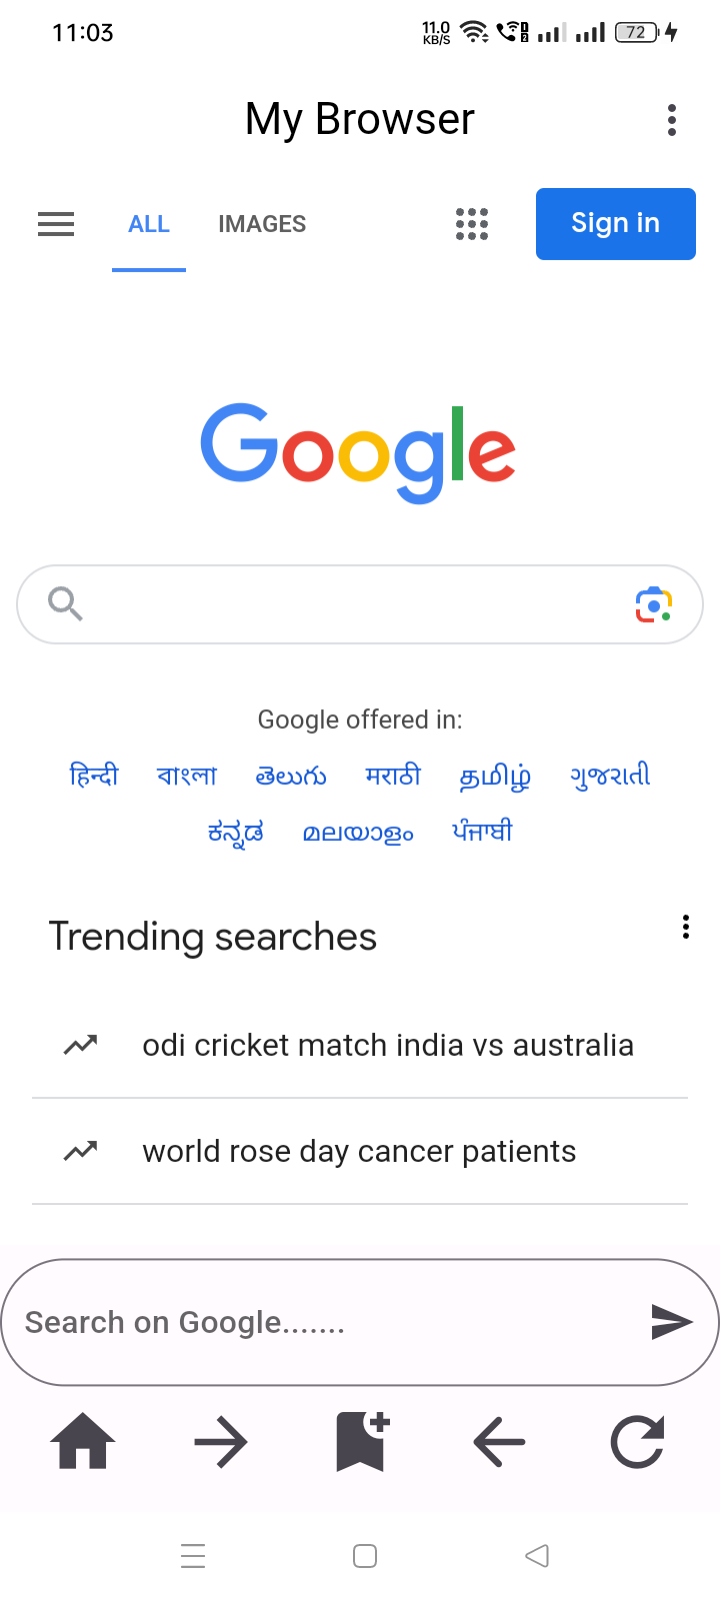 11:03 11.0 KB/S 1 2 72
My Browser
ALL IMAGES Sign in
Google
Google offered in:
हिन्दी বাংলা తెలుగు मराठी தமிழ் ગુજરાતી
ಕನ್ನಡ മലയാളം ਪੰਜਾਬੀ
Trending searches
odi cricket match india vs australia
world rose day cancer patients
Search on Google.......